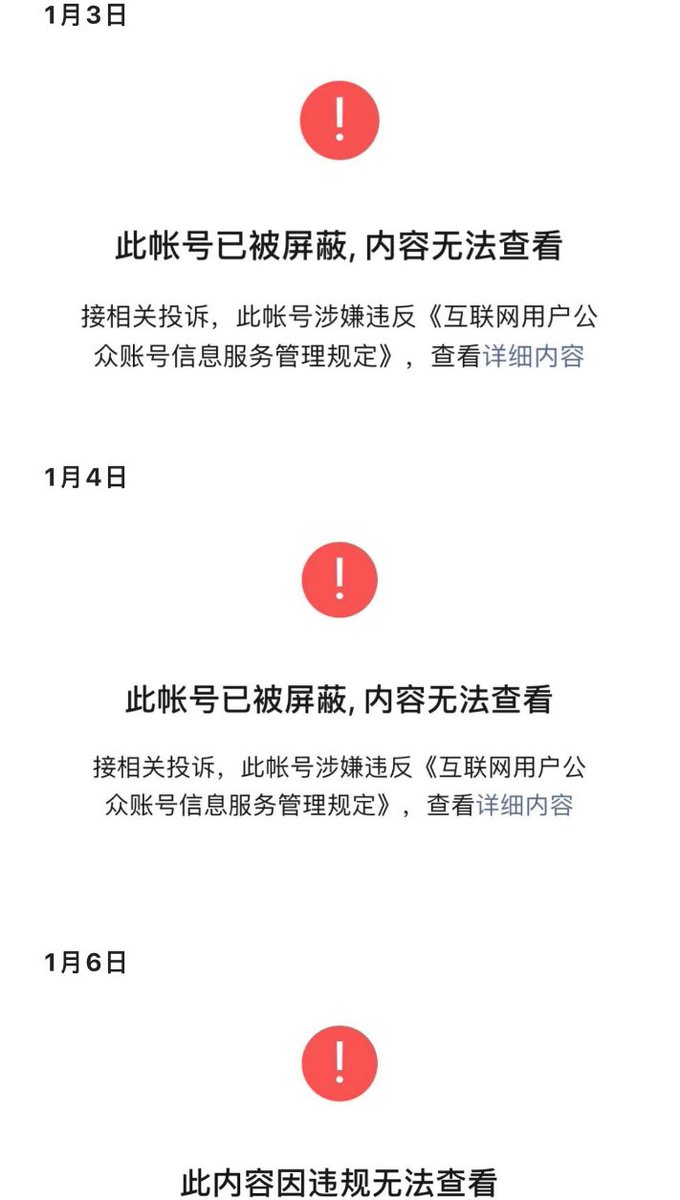 1月3日
!
此帐号已被屏蔽, 内容无法查看
接相关投诉，此帐号涉嫌违反《互联网用户公
众账号信息服务管理规定》，查看详细内容
1月4日
!
此帐号已被屏蔽, 内容无法查看
接相关投诉，此帐号涉嫌违反《互联网用户公
众账号信息服务管理规定》，查看详细内容
1月6日
!
此内容因违规无法查看